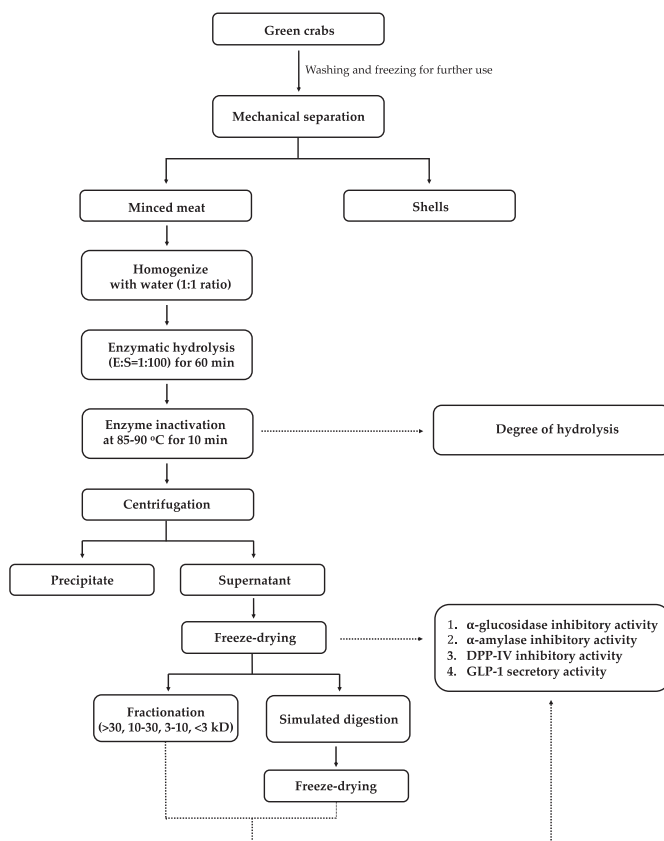 Green crabs
Washing and freezing for further use
Mechanical separation
Minced meat
Shells
Homogenize
with water (1:1 ratio)
Enzymatic hydrolysis
(E:S=1:100) for 60 min
Enzyme inactivation
at 85-90 ºC for 10 min
Degree of hydrolysis
Centrifugation
Precipitate
Supernatant
Freeze-drying
1. α-glucosidase inhibitory activity
2. α-amylase inhibitory activity
3. DPP-IV inhibitory activity
4. GLP-1 secretory activity
Fractionation
(>30, 10-30, 3-10, <3 kD)
Simulated digestion
Freeze-drying